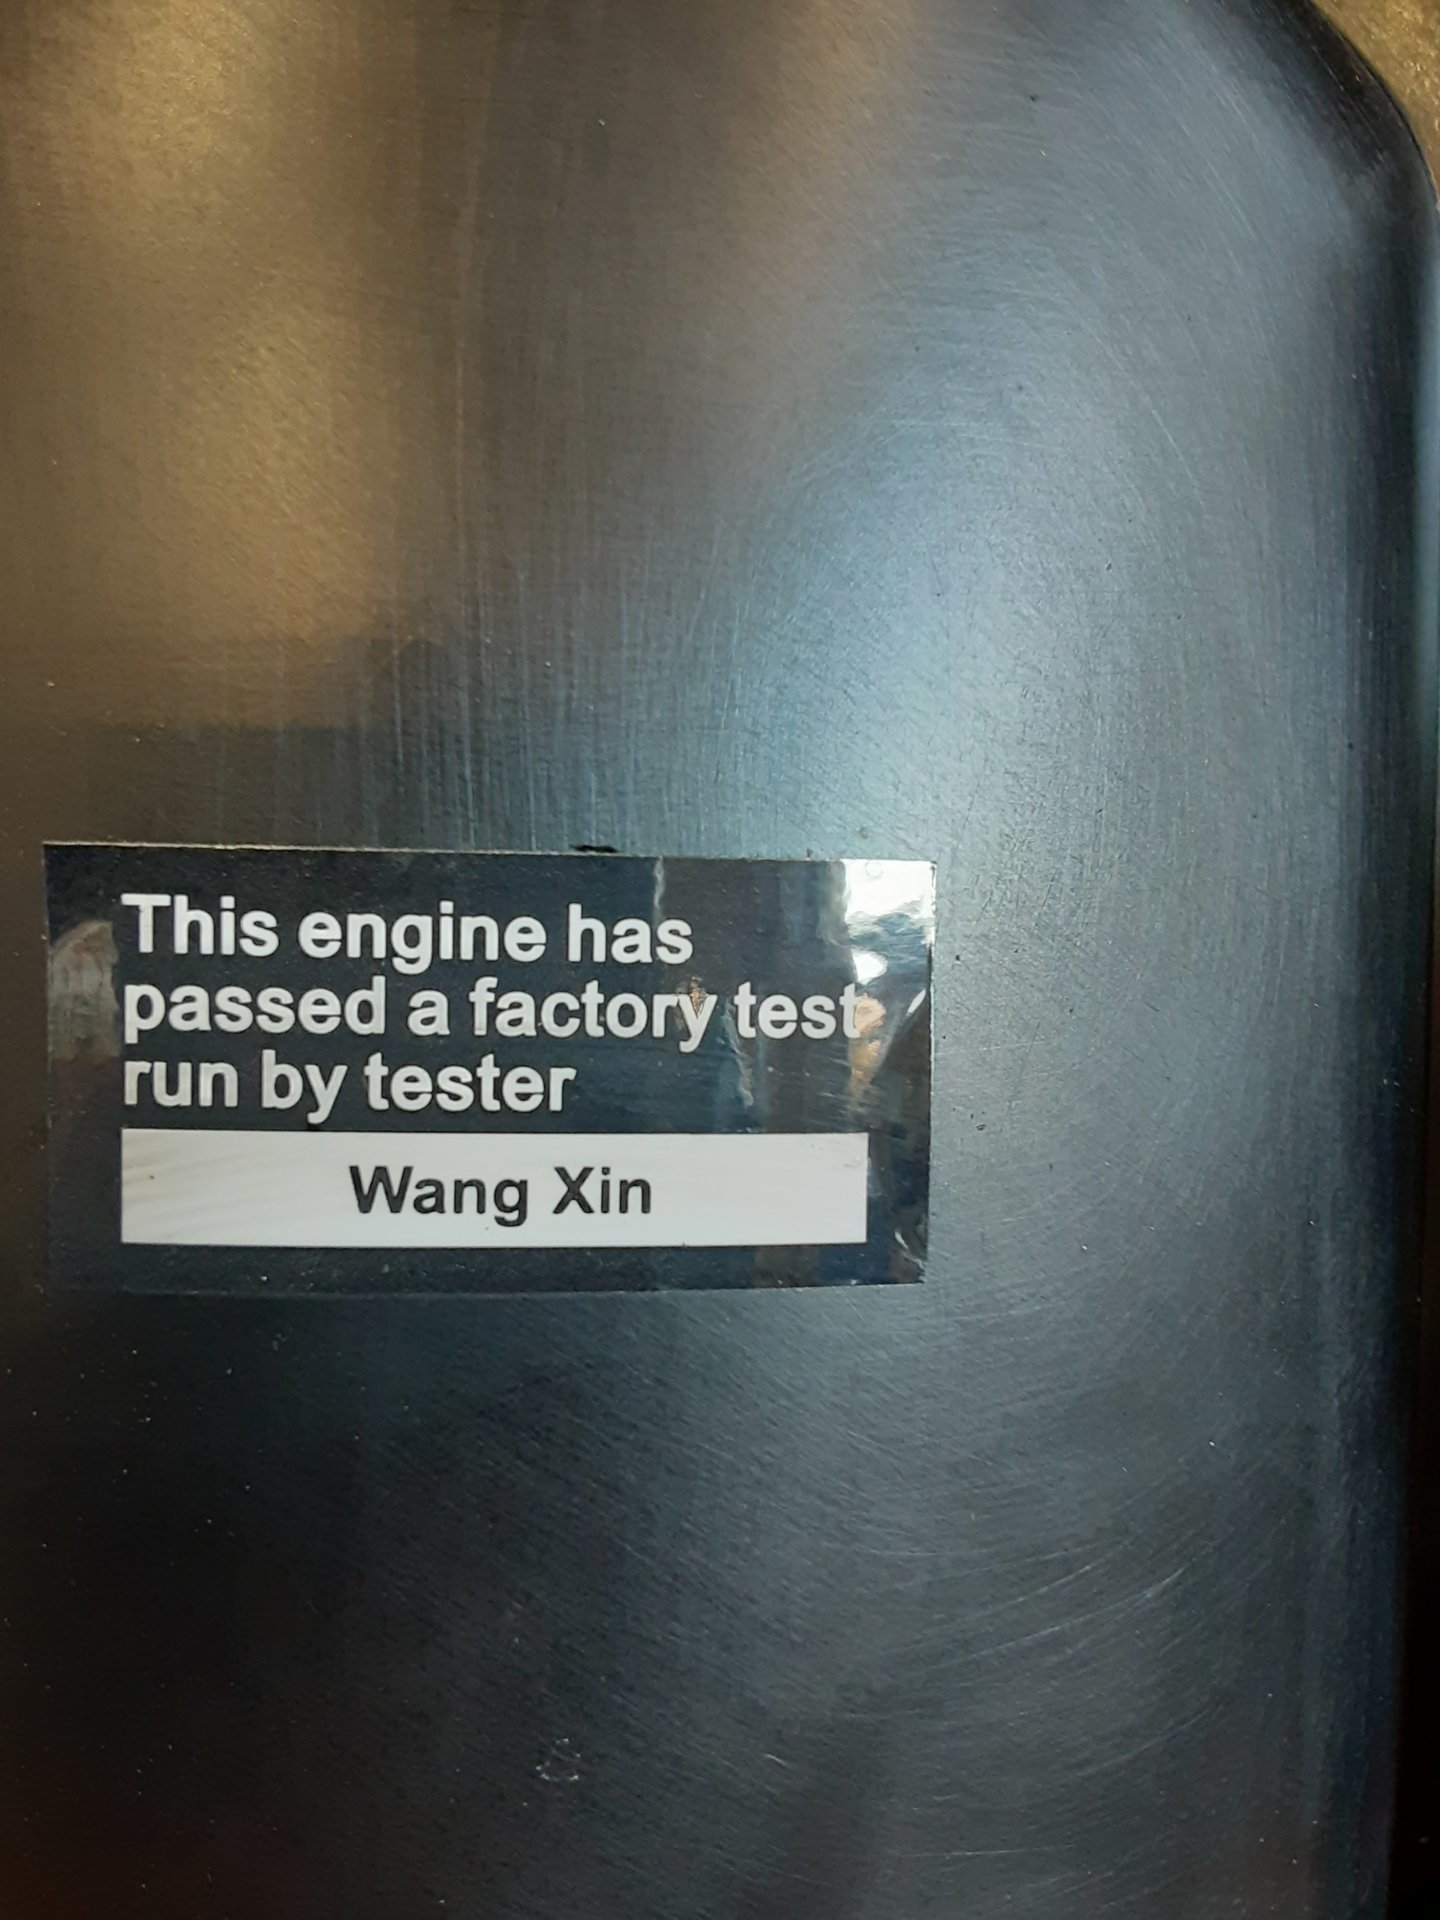 This engine has
passed a factory test
run by tester
Wang Xin